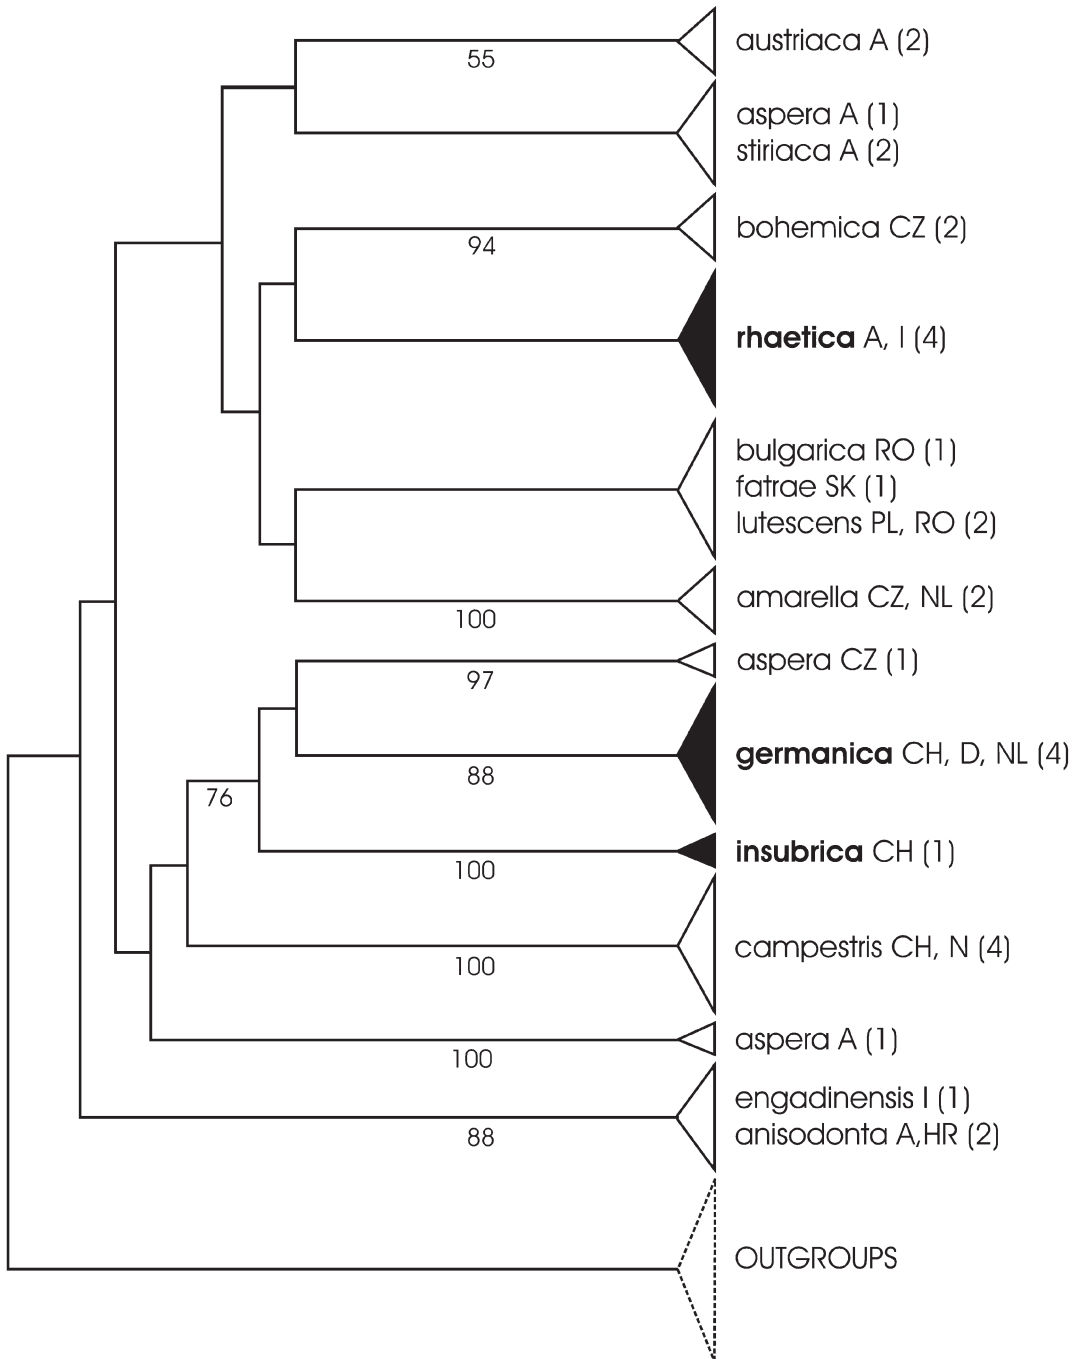 austriaca A (2)
55
aspera A (1)
stiriaca A (2)
bohemica CZ (2)
94
rhaetica A, I (4)
bulgarica RO (1)
fatrae SK (1)
lutescens PL, RO (2)
amarella CZ, NL (2)
100
aspera CZ (1)
97
germanica CH, D, NL (4)
88
76
insubrica CH (1)
100
campestris CH, N (4)
100
aspera A (1)
100
engadinensis I (1)
anisodonta A,HR (2)
88
OUTGROUPS